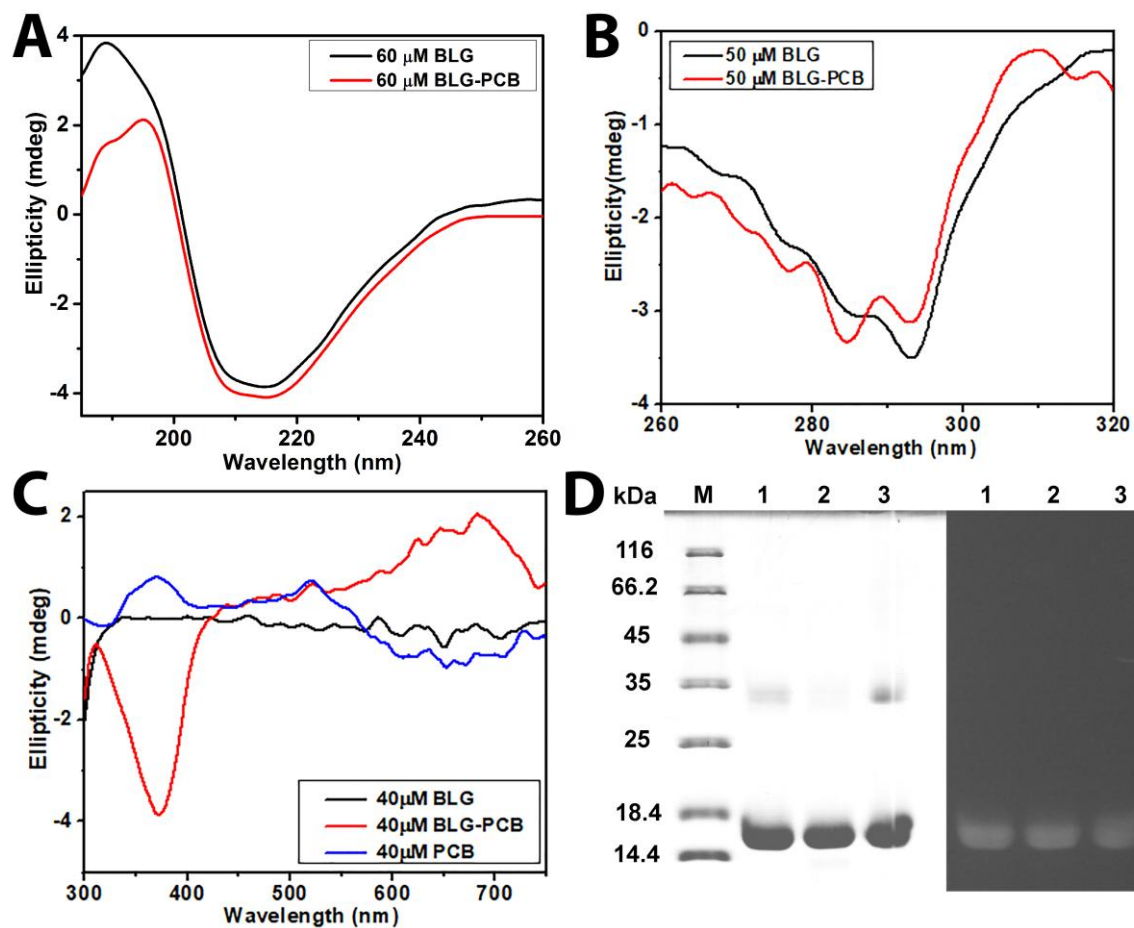 A
4
2
0
-2
-4
Ellipticity (mdeg)
60 μM BLG
60 μM BLG-PCB
200 220 240 260
Wavelength (nm)
B
-0
-1
-2
-3
-4
Ellipticity(mdeg)
50 μM BLG
50 μM BLG-PCB
260 280 300 320
Wavelength (nm)
C
2
0
-2
-4
Ellipticity (mdeg)
40μM BLG
40μM BLG-PCB
40μM PCB
300 400 500 600 700
Wavelength (nm)
D
kDa M 1 2 3 1 2 3
116
66.2
45
35
25
18.4
14.4